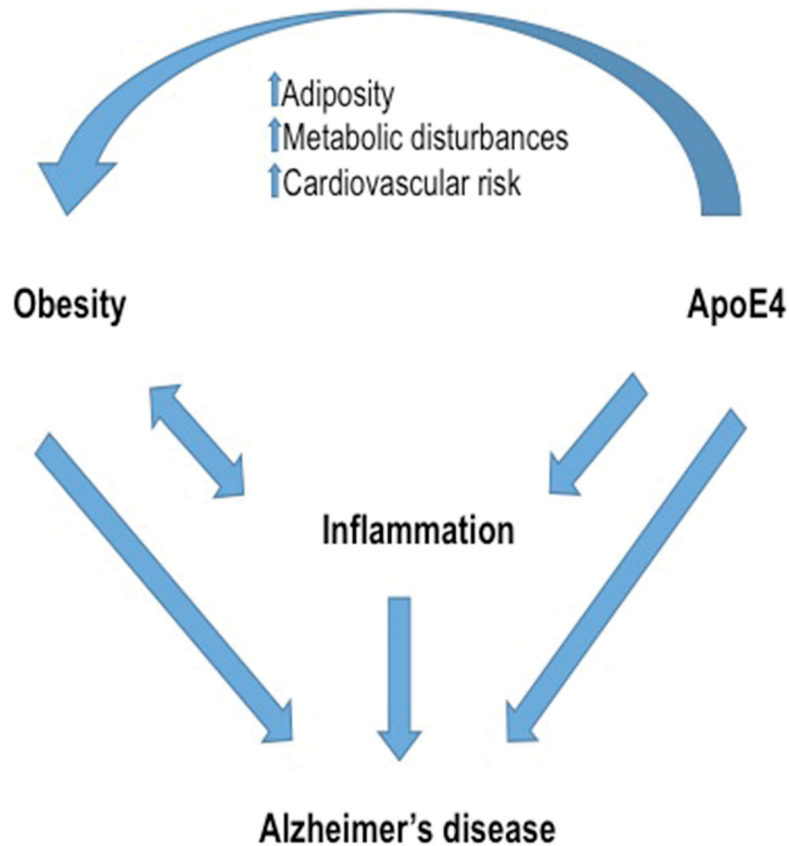 ↑Adiposity
↑Metabolic disturbances
↑Cardiovascular risk
Obesity
ApoE4
Inflammation
Alzheimer's disease